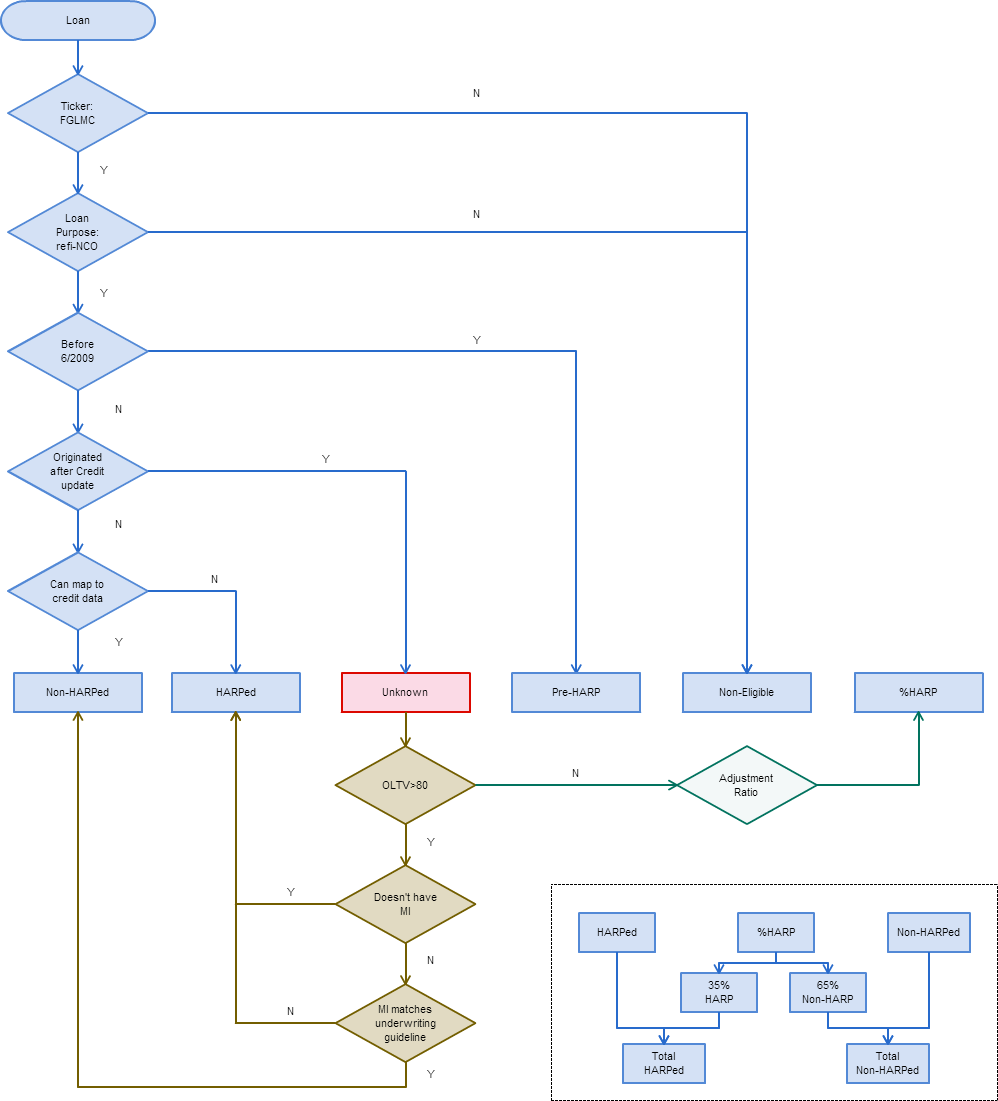 Loan
N
Ticker:
FGLMC
Y
N
Loan
Purpose:
refi-NCO
Y
Y
Before
6/2009
N
Y
Originated
after Credit
update
N
N
Can map to
credit data
Y
Non-HARPed
HARPed
Unknown
Pre-HARP
Non-Eligible
%HARP
OLTV>80
N
Adjustment
Ratio
Y
Y
Doesn't have
MI
N
N
MI matches
underwriting
guideline
Y
HARPed
%HARP
Non-HARPed
35%
HARP
65%
Non-HARP
Total
HARPed
Total
Non-HARPed